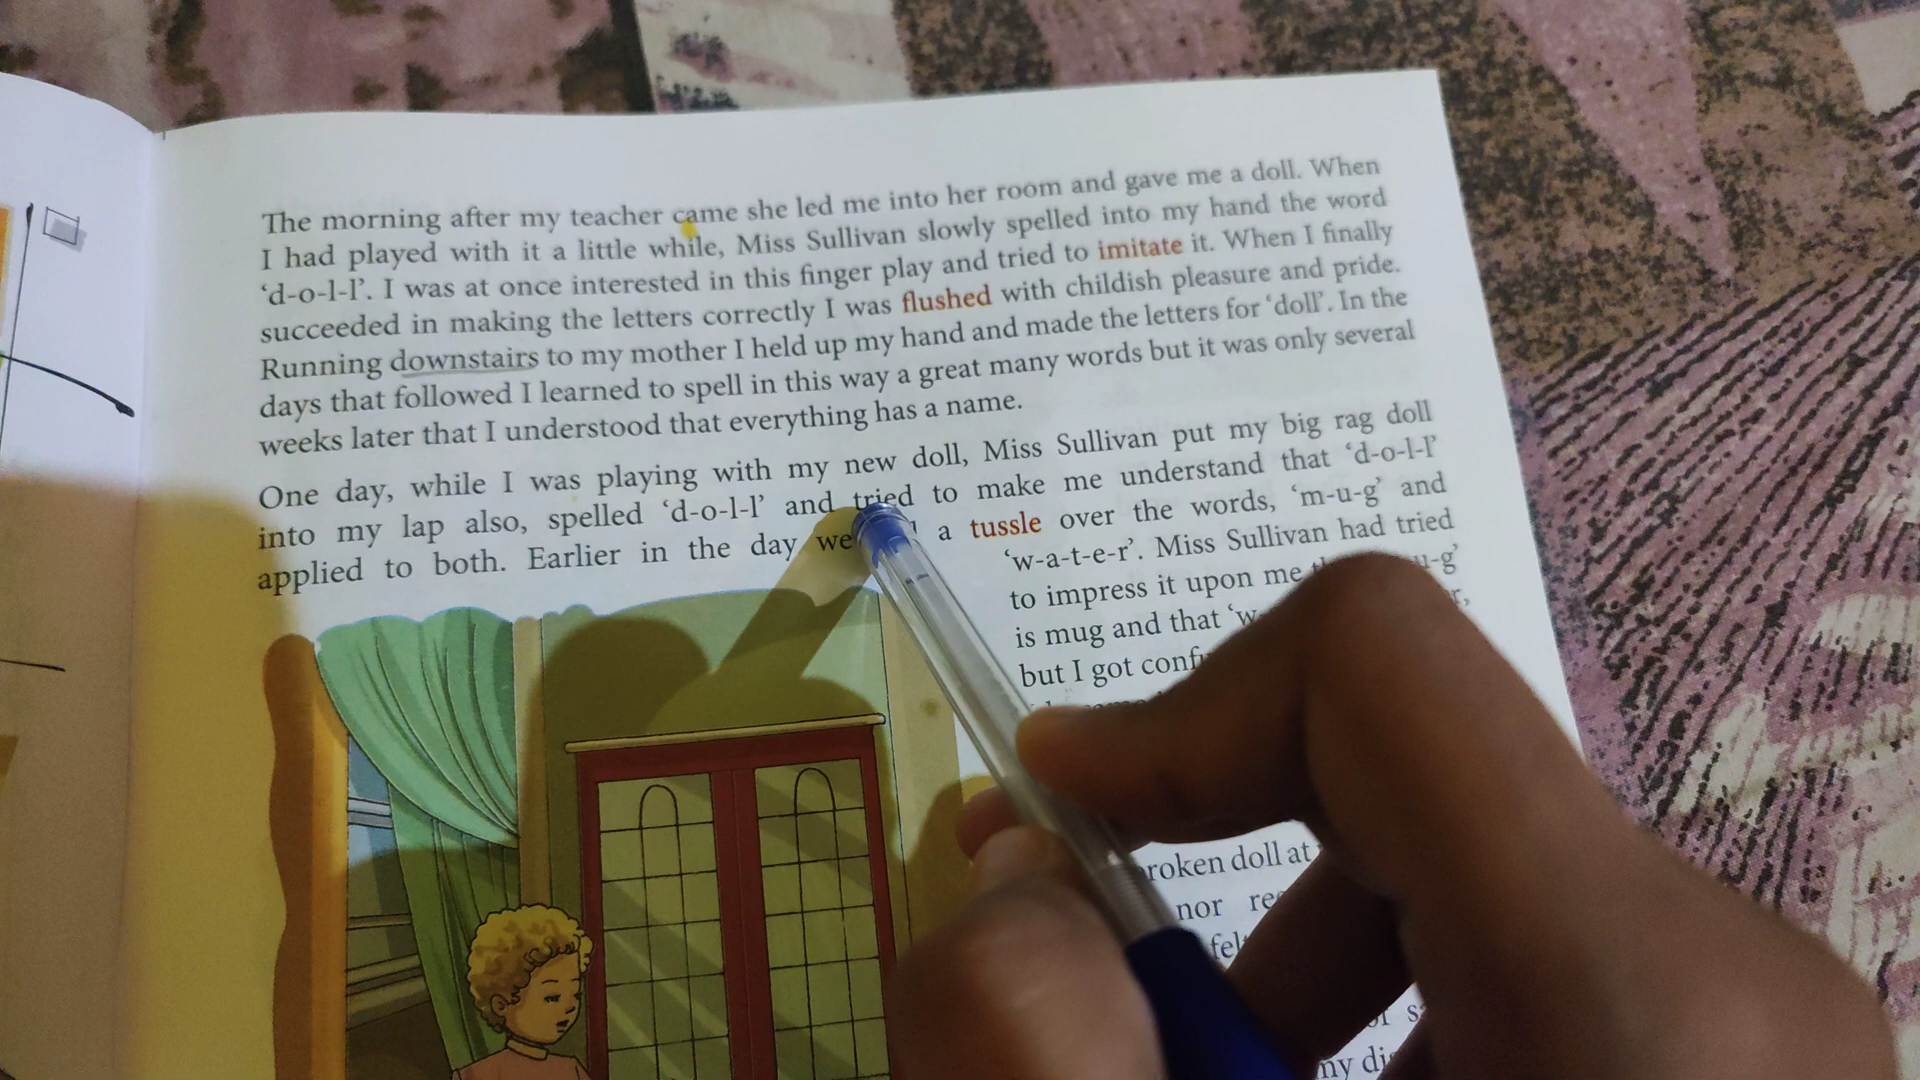 The morning after my teacher came she led me into her room and gave me a doll. When
I had played with it a little while, Miss Sullivan slowly spelled into my hand the word
‘d-o-l-l’. I was at once interested in this finger play and tried to imitate it. When I finally
succeeded in making the letters correctly I was flushed with childish pleasure and pride.
Running downstairs to my mother I held up my hand and made the letters for ‘doll’. In the
days that followed I learned to spell in this way a great many words but it was only several
weeks later that I understood that everything has a name.
One day, while I was playing with my new doll, Miss Sullivan put my big rag doll
into my lap also, spelled ‘d-o-l-l’ and tried to make me understand that ‘d-o-l-l’
applied to both. Earlier in the day we a tussle over the words, ‘m-u-g’ and
‘w-a-t-e-r’. Miss Sullivan had tried
to impress it upon me
is mug and that
but I got
doll at
nor
my